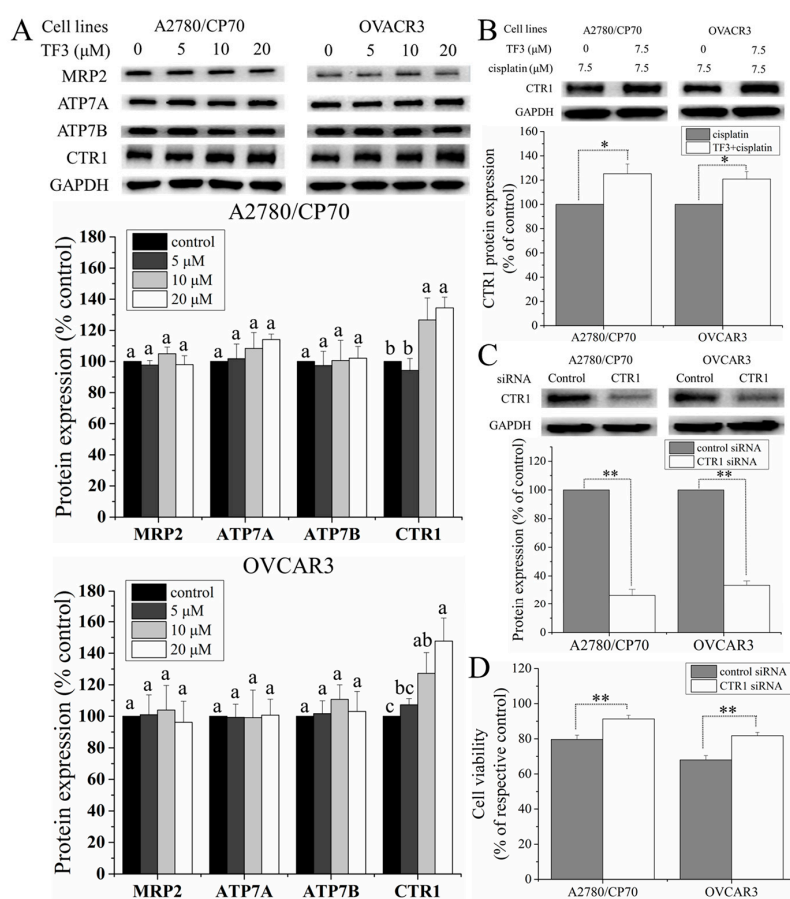 A
Cell lines A2780/CP70 OVACR3
TF3 (μM) 0 5 10 20 0 5 10 20
MRP2
ATP7A
ATP7B
CTR1
GAPDH
A2780/CP70
Protein expression (% control)
180
160
140
120
100
80
60
40
20
0
control
5 μM
10 μM
20 μM
a a a a a a a a a a a a b b a a
MRP2 ATP7A ATP7B CTR1
OVCAR3
Protein expression (% control)
180
160
140
120
100
80
60
40
20
0
control
5 μM
10 μM
20 μM
a a a a a a a a a a a a c bc ab a
MRP2 ATP7A ATP7B CTR1
B
Cell lines A2780/CP70 OVACR3
TF3 (μM) 0 7.5 0 7.5
cisplatin (μM) 7.5 7.5 7.5 7.5
CTR1
GAPDH
CTR1 protein expression
(% of control)
160
140
120
100
80
60
40
20
0
cisplatin
TF3+cisplatin
* *
A2780/CP70 OVCAR3
C
A2780/CP70 OVCAR3
siRNA Control CTR1 Control CTR1
CTR1
GAPDH
Protein expression (% of control)
120
100
80
60
40
20
0
control siRNA
CTR1 siRNA
** **
A2780/CP70 OVCAR3
D
Cell viability
(% of respective control)
120
100
80
60
40
20
0
control siRNA
CTR1 siRNA
** **
A2780/CP70 OVCAR3